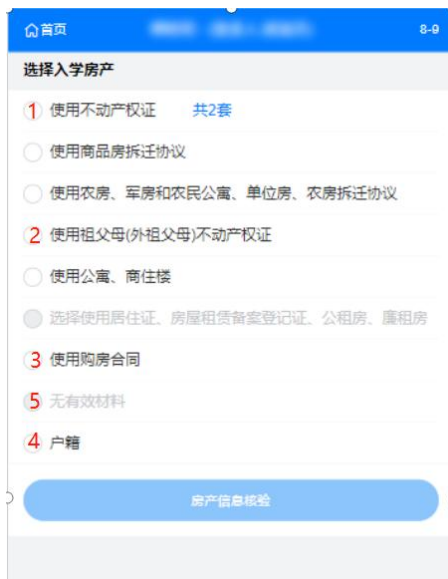 首页 8-9
选择入学房产
1 使用不动产权证 共2套
使用商品房拆迁协议
使用农房、军房和农民公寓、单位房、农房拆迁协议
2 使用祖父母(外祖父母)不动产权证
使用公寓、商住楼
选择使用居住证、房屋租赁备案登记证、公租房、廉租房
3 使用购房合同
5 无有效材料
4 户籍
房产信息核验